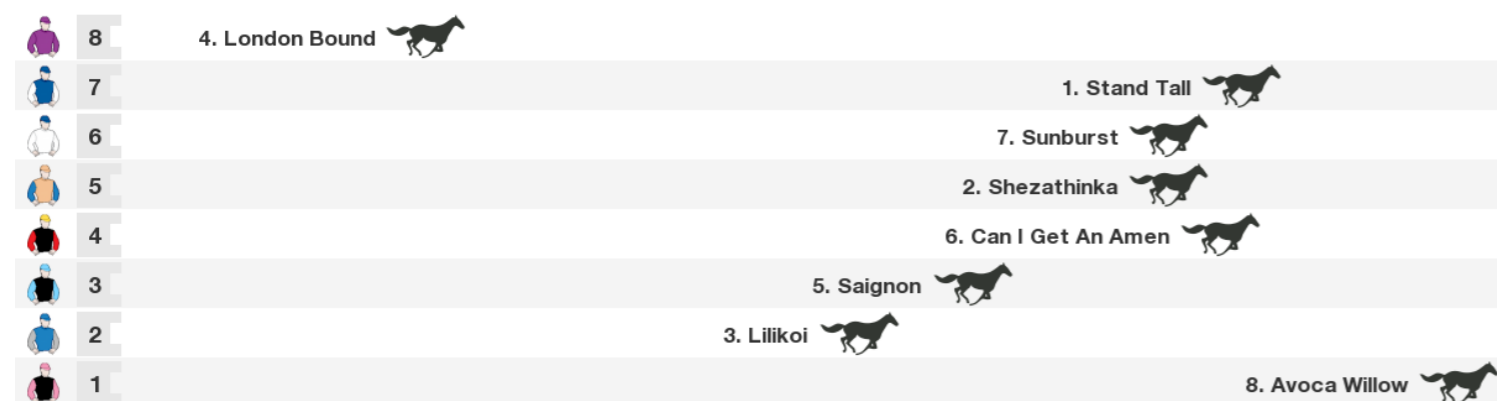 8 4. London Bound
7 1. Stand Tall
6 7. Sunburst
5 2. Shezathinka
4 6. Can I Get An Amen
3 5. Saignon
2 3. Lilikoi
1 8. Avoca Willow